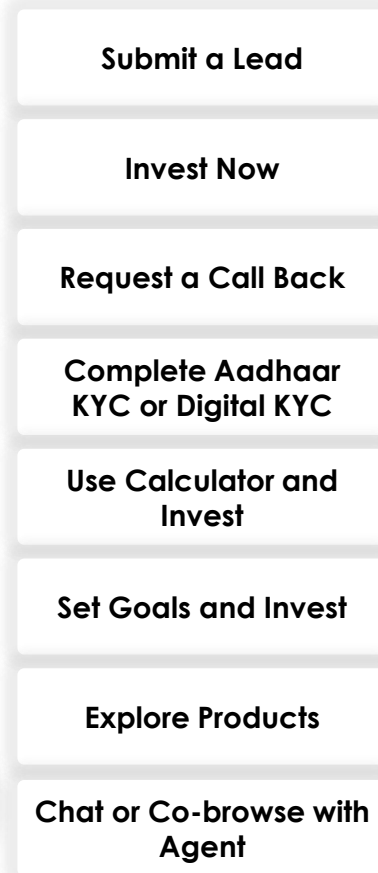 Submit a Lead
Invest Now
Request a Call Back
Complete Aadhaar
KYC or Digital KYC
Use Calculator and
Invest
Set Goals and Invest
Explore Products
Chat or Co-browse with
Agent